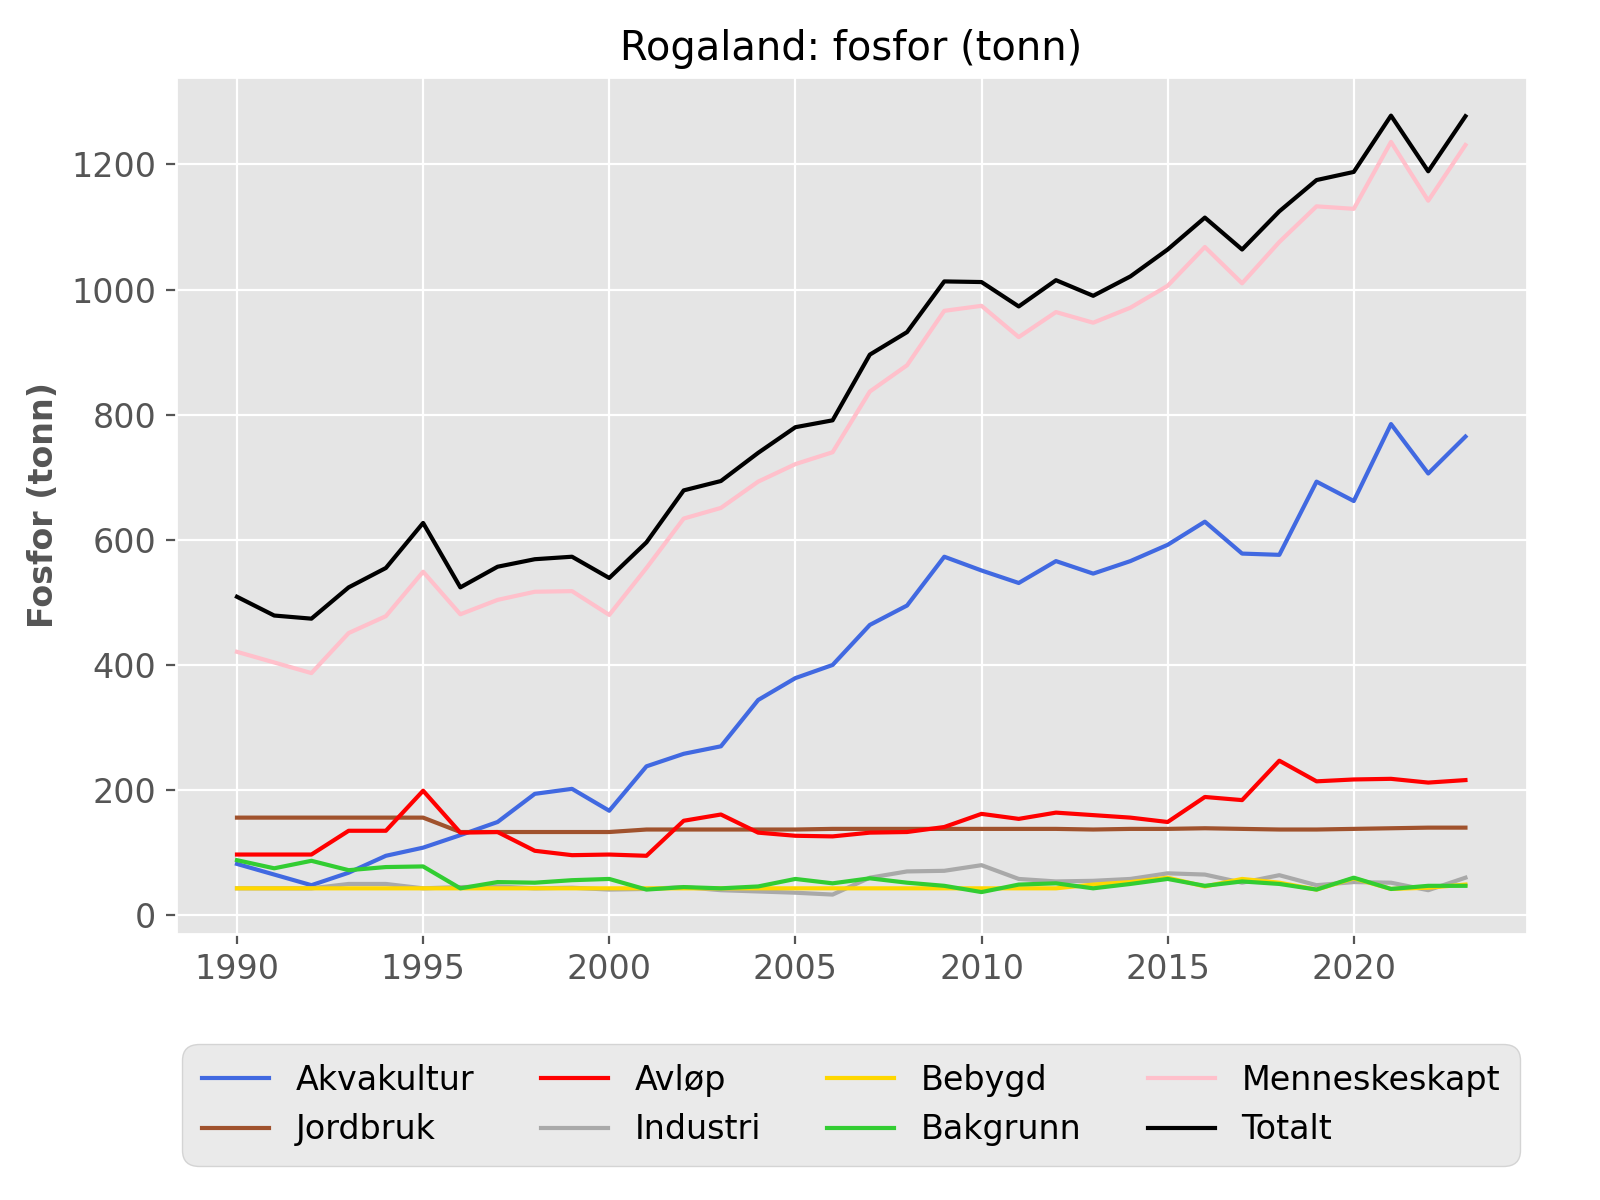 Rogaland: fosfor (tonn)
Fosfor (tonn)
1200
1000
800
600
400
200
0
1990 1995 2000 2005 2010 2015 2020
Akvakultur Avløp Bebygd Menneskeskapt
Jordbruk Industri Bakgrunn Totalt